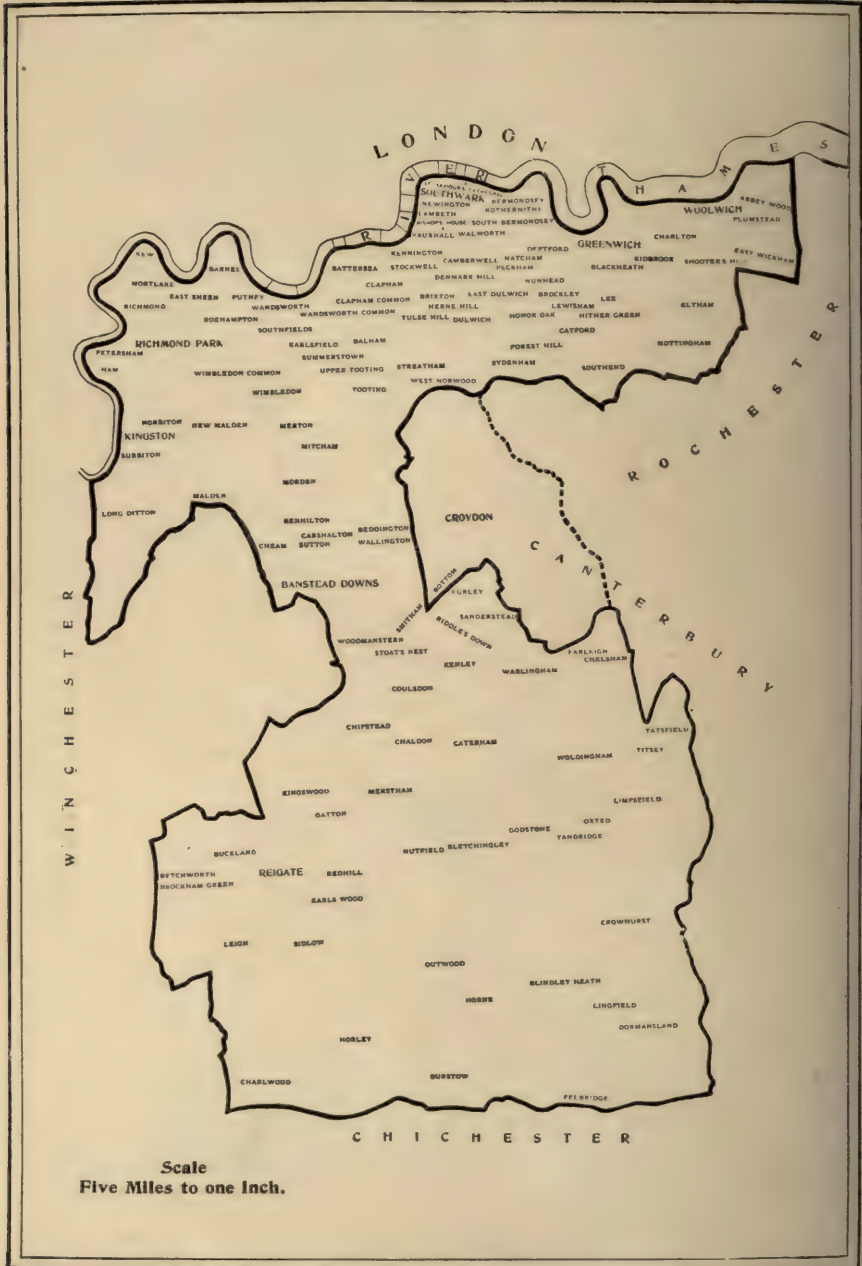 LONDON
RIVER THAMES
ST. SAVIOUR'S CATHEDRAL
SOUTHWARK
BERMONDSEY
NEWINGTON
ROTHERHITHE
LAMBETH
BISHOPS HOUSE SOUTH BERMONDSEY
VAUXHALL WALWORTH
ABBEY WOOD
WOOLWICH
PLUMSTEAD
CHARLTON
DEPTFORD
GREENWICH
KENNINGTON
CAMBERWELL HATCHAM
KIDBROOK SHOOTERS HILL
EAST WICKHAM
KEW
BARNES
BATTERSEA STOCKWELL
PECKHAM
BLACKHEATH
DENMARK HILL
NUNHEAD
MORTLAKE
CLAPHAM
EAST SHEEN PUTNEY
CLAPHAM COMMON
BRIXTON EAST DULWICH BROCKLEY
LEE
RICHMOND
WANDSWORTH
HERNE HILL
LEWISHAM
ELTHAM
WANDSWORTH COMMON
TULSE HILL DULWICH
HONOR OAK
HITHER GREEN
ROEHAMPTON
SOUTHFIELDS
CATFORD
RICHMOND PARK
EARLSFIELD
BALHAM
FOREST HILL
MOTTINGHAM
PETERSHAM
SUMMERSTOWN
HAM
WIMBLEDON COMMON
UPPER TOOTING
STREATHAM
SYDENHAM
SOUTHEND
WEST NORWOOD
WIMBLEDON
TOOTING
NORBITON NEW MALDEN
MERTON
KINGSTON
MITCHAM
SURBITON
ROCHESTER
MORDEN
MALDEN
LONG DITTON
BENHILTON
CROYDON
CARSHALTON
BEDDINGTON
CHEAM SUTTON
WALLINGTON
CANTERBURY
BANSTEAD DOWNS
SMITHAM BOTTOM
PURLEY
SANDERSTEAD
RIDDLES DOWN
WINCHESTER
WOODMANSTERN
STOAT'S NEST
FARLEIGH
CHELSHAM
KENLEY
WARLINGHAM
COULSDON
CHIPSTEAD
TATSFIELD
CHALDON
CATERHAM
TITSEY
WOLDINGHAM
KINGSWOOD
MERSTHAM
LIMPSFIELD
GATTON
OXTED
GODSTONE
TANDRIDGE
BUCKLAND
NUTFIELD BLETCHINGLEY
BETCHWORTH
REIGATE
REDHILL
BROCKHAM GREEN
EARLS WOOD
CROWHURST
LEIGH
SIDLOW
OUTWOOD
BLINDLEY HEATH
HORNE
LINGFIELD
DORMANSLAND
HORLEY
CHARLWOOD
BURSTOW
FELBRIDGE
CHICHESTER
Scale
Five Miles to one Inch.